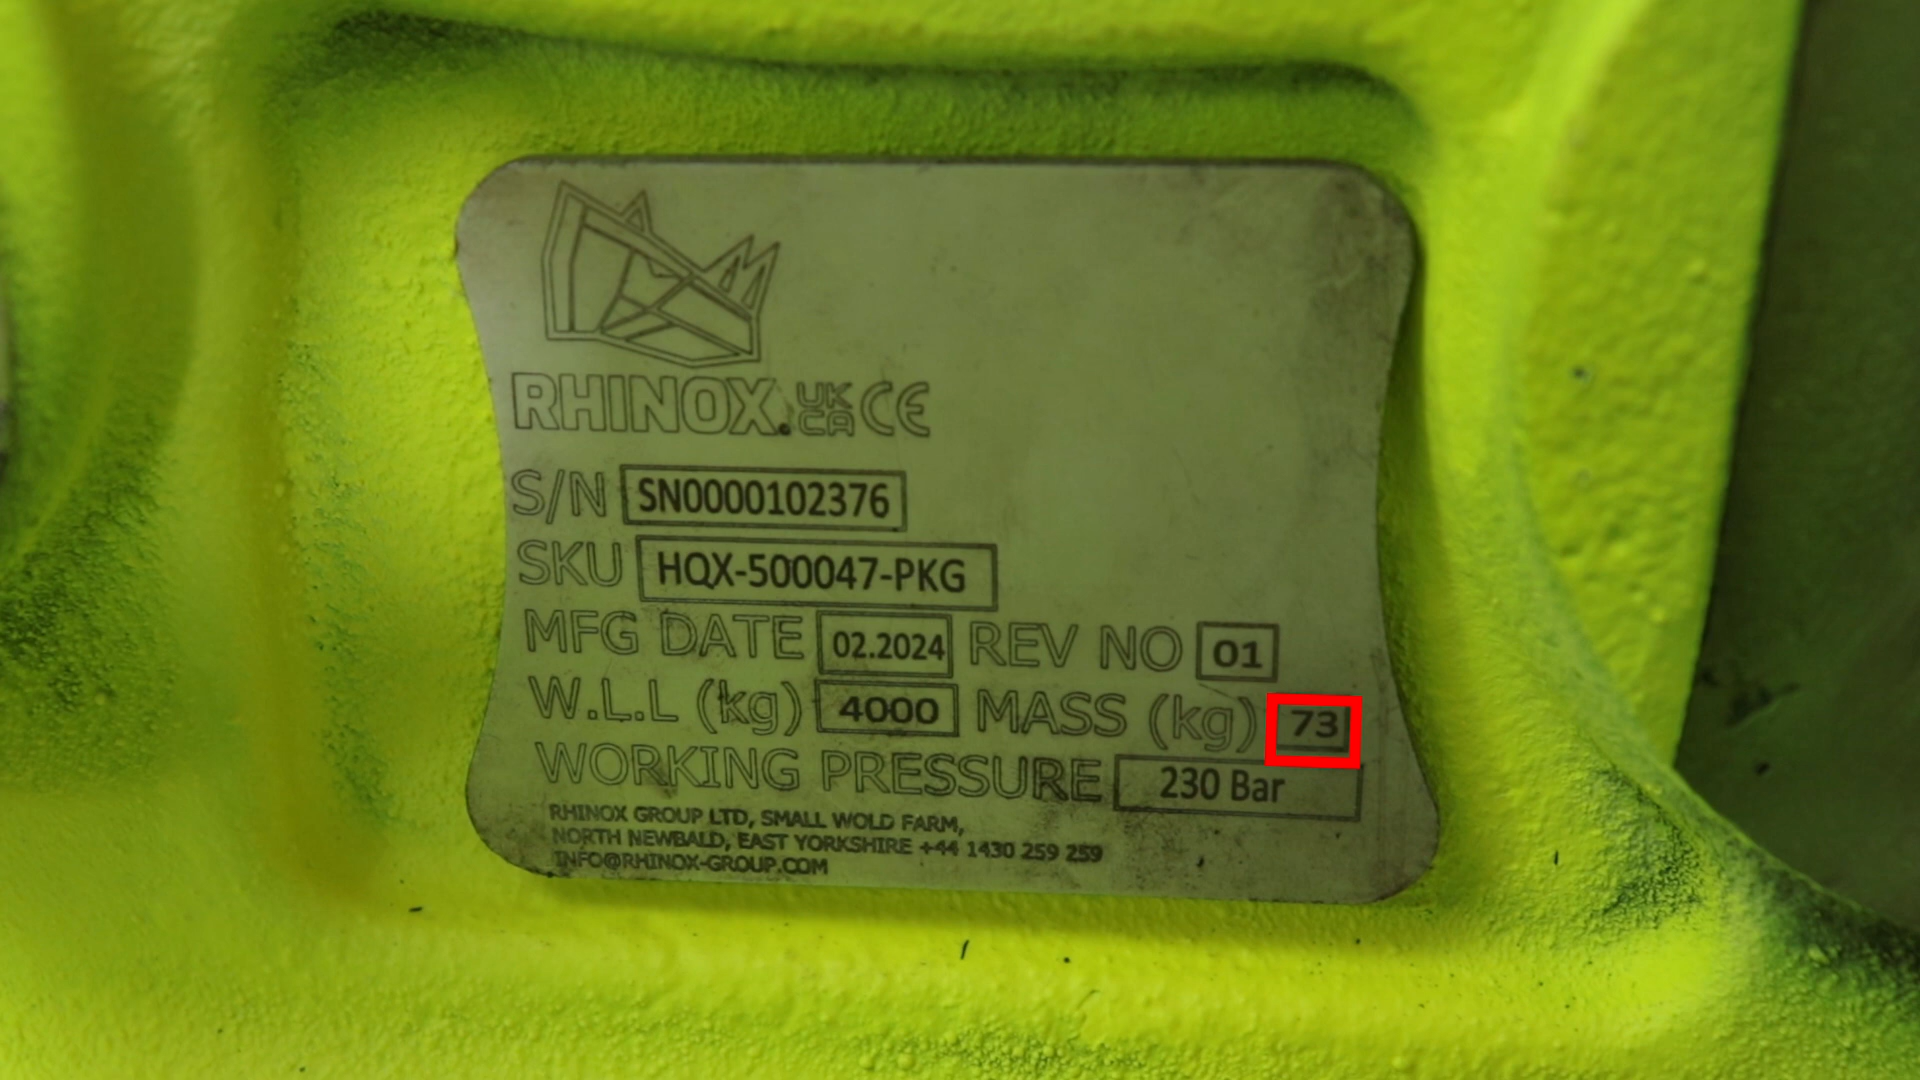 RHINOX. UK CA CE
S/N SN0000102376
SKU HQX-500047-PKG
MFG DATE 02.2024 REV NO 01
W.L.L (kg) 4000 MASS (kg) 73
WORKING PRESSURE 230 Bar
RHINOX GROUP LTD, SMALL WOLD FARM,
NORTH NEWBALD, EAST YORKSHIRE +44 1430 259 259
INFO@RHINOX-GROUP.COM